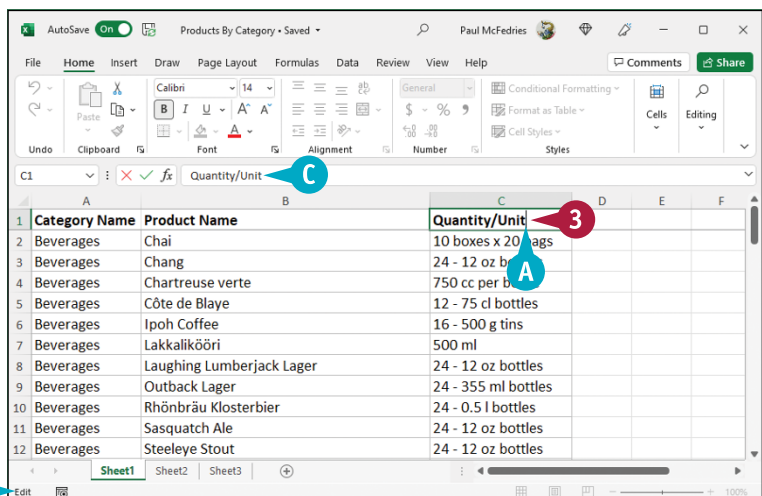 AutoSave On Products By Category • Saved Paul McFedries
File Home Insert Draw Page Layout Formulas Data Review View Help Comments Share
Calibri 14 General Conditional Formatting
Paste B I U A A $ % 9 Format as Table Cells Editing
A Cell Styles
Undo Clipboard Font Alignment Number Styles
C1 fx Quantity/Unit C
A B C D E F
1 Category Name Product Name Quantity/Unit 3
2 Beverages Chai 10 boxes x 20 bags
3 Beverages Chang 24 - 12 oz
A
4 Beverages Chartreuse verte 750 cc per
5 Beverages Côte de Blaye 12 - 75 cl bottles
6 Beverages Ipoh Coffee 16 - 500 g tins
7 Beverages Lakkalikööri 500 ml
8 Beverages Laughing Lumberjack Lager 24 - 12 oz bottles
9 Beverages Outback Lager 24 - 355 ml bottles
10 Beverages Rhönbräu Klosterbier 24 - 0.5 l bottles
11 Beverages Sasquatch Ale 24 - 12 oz bottles
12 Beverages Steeleye Stout 24 - 12 oz bottles
Sheet1 Sheet2 Sheet3
Edit 100%